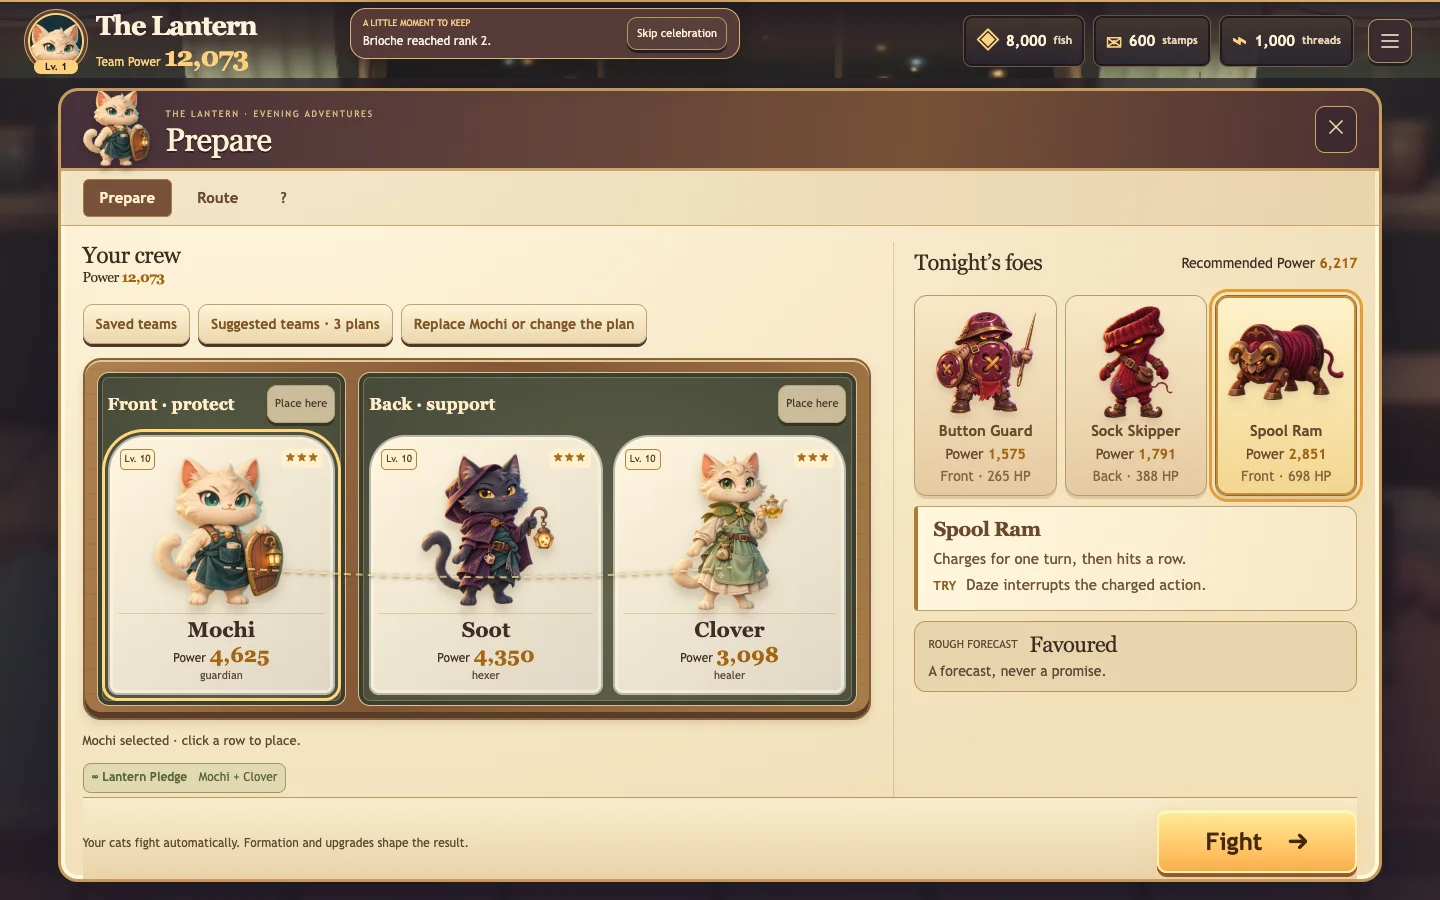 The Lantern
Team Power 12,073
Lv. 1
A LITTLE MOMENT TO KEEP
Brioche reached rank 2.
Skip celebration
8,000 fish
600 stamps
1,000 threads
THE LANTERN · EVENING ADVENTURES
Prepare
Prepare
Route
?
Your crew
Power 12,073
Saved teams
Suggested teams · 3 plans
Replace Mochi or change the plan
Front · protect
Place here
Back · support
Place here
Lv. 10
Mochi
Power 4,625
guardian
Lv. 10
Soot
Power 4,350
hexer
Lv. 10
Clover
Power 3,098
healer
Mochi selected · click a row to place.
∞ Lantern Pledge Mochi + Clover
Tonight's foes
Recommended Power 6,217
Button Guard
Power 1,575
Front · 265 HP
Sock Skipper
Power 1,791
Back · 388 HP
Spool Ram
Power 2,851
Front · 698 HP
Spool Ram
Charges for one turn, then hits a row.
TRY Daze interrupts the charged action.
ROUGH FORECAST Favoured
A forecast, never a promise.
Your cats fight automatically. Formation and upgrades shape the result.
Fight →